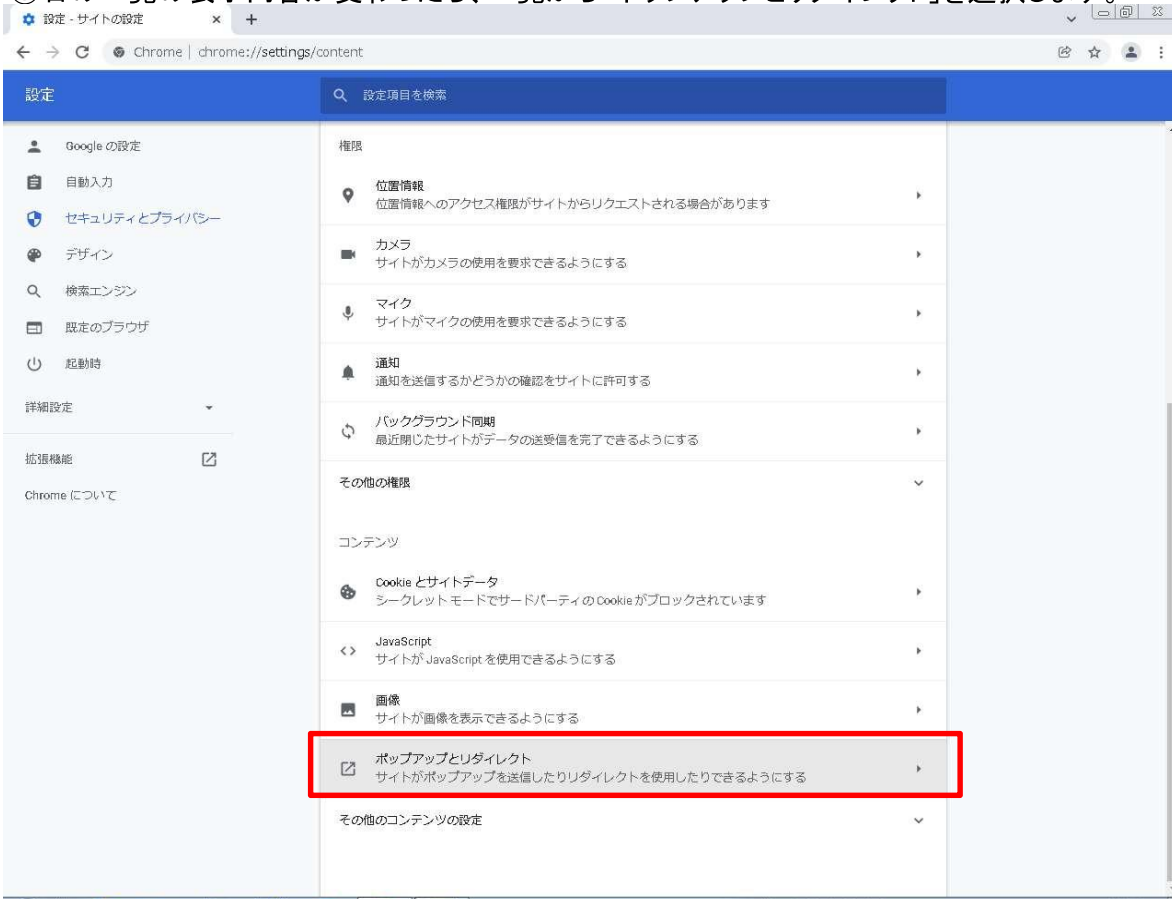 設定 - サイトの設定
Chrome | chrome://settings/content
設定
設定項目を検索
Google の設定
自動入力
セキュリティとプライバシー
デザイン
検索エンジン
既定のブラウザ
起動時
詳細設定
拡張機能
Chrome について
権限
位置情報
位置情報へのアクセス権限がサイトからリクエストされる場合があります
カメラ
サイトがカメラの使用を要求できるようにする
マイク
サイトがマイクの使用を要求できるようにする
通知
通知を送信するかどうかの確認をサイトに許可する
バックグラウンド同期
最近閉じたサイトがデータの送受信を完了できるようにする
その他の権限
コンテンツ
Cookie とサイトデータ
シークレット モードでサードパーティの Cookie がブロックされています
JavaScript
サイトが JavaScript を使用できるようにする
画像
サイトが画像を表示できるようにする
ポップアップとリダイレクト
サイトがポップアップを送信したりリダイレクトを使用したりできるようにする
その他のコンテンツの設定